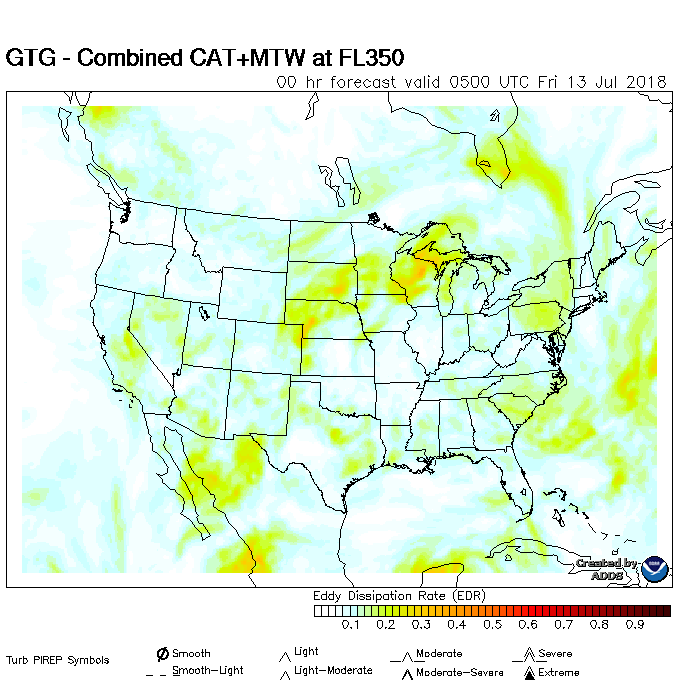 GTG - Combined CAT+MTW at FL350
00 hr forecast valid 0500 UTC Fri 13 Jul 2018
Created by
ADDS
Eddy Dissipation Rate (EDR)
0.1 0.2 0.3 0.4 0.5 0.6 0.7 0.8 0.9
Turb PIREP Symbols
Smooth Light Moderate Severe
Smooth-Light Light-Moderate Moderate-Severe Extreme